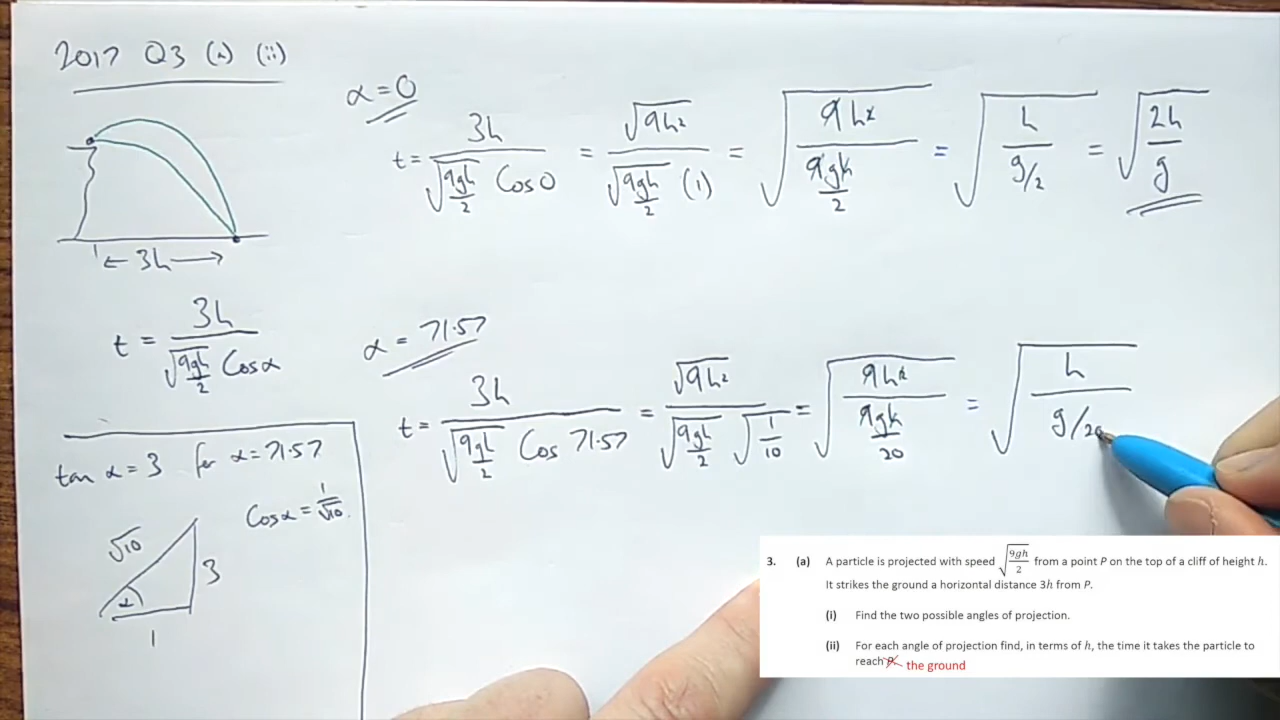 2017 Q3 (a) (ii)
α = 0
t = 3h / √(9gh/2) Cos 0 = √9h² / √(9gh/2) (1) = √(9h² / (9gh/2)) = √(h / (g/2)) = √(2h/g)
← 3h →
t = 3h / √(9gh/2) Cos α
α = 71.57
t = 3h / √(9gh/2) Cos 71.57 = √9h² / √(9gh/2) √(1/10) = √(9h² / (9gh/20)) = √(h / (g/20))
tan α = 3 for α = 71.57
Cos α = 1/√10.
√10
3
α
1
3. (a) A particle is projected with speed √(9gh/2) from a point P on the top of a cliff of height h.
It strikes the ground a horizontal distance 3h from P.
(i) Find the two possible angles of projection.
(ii) For each angle of projection find, in terms of h, the time it takes the particle to
reach P. the ground